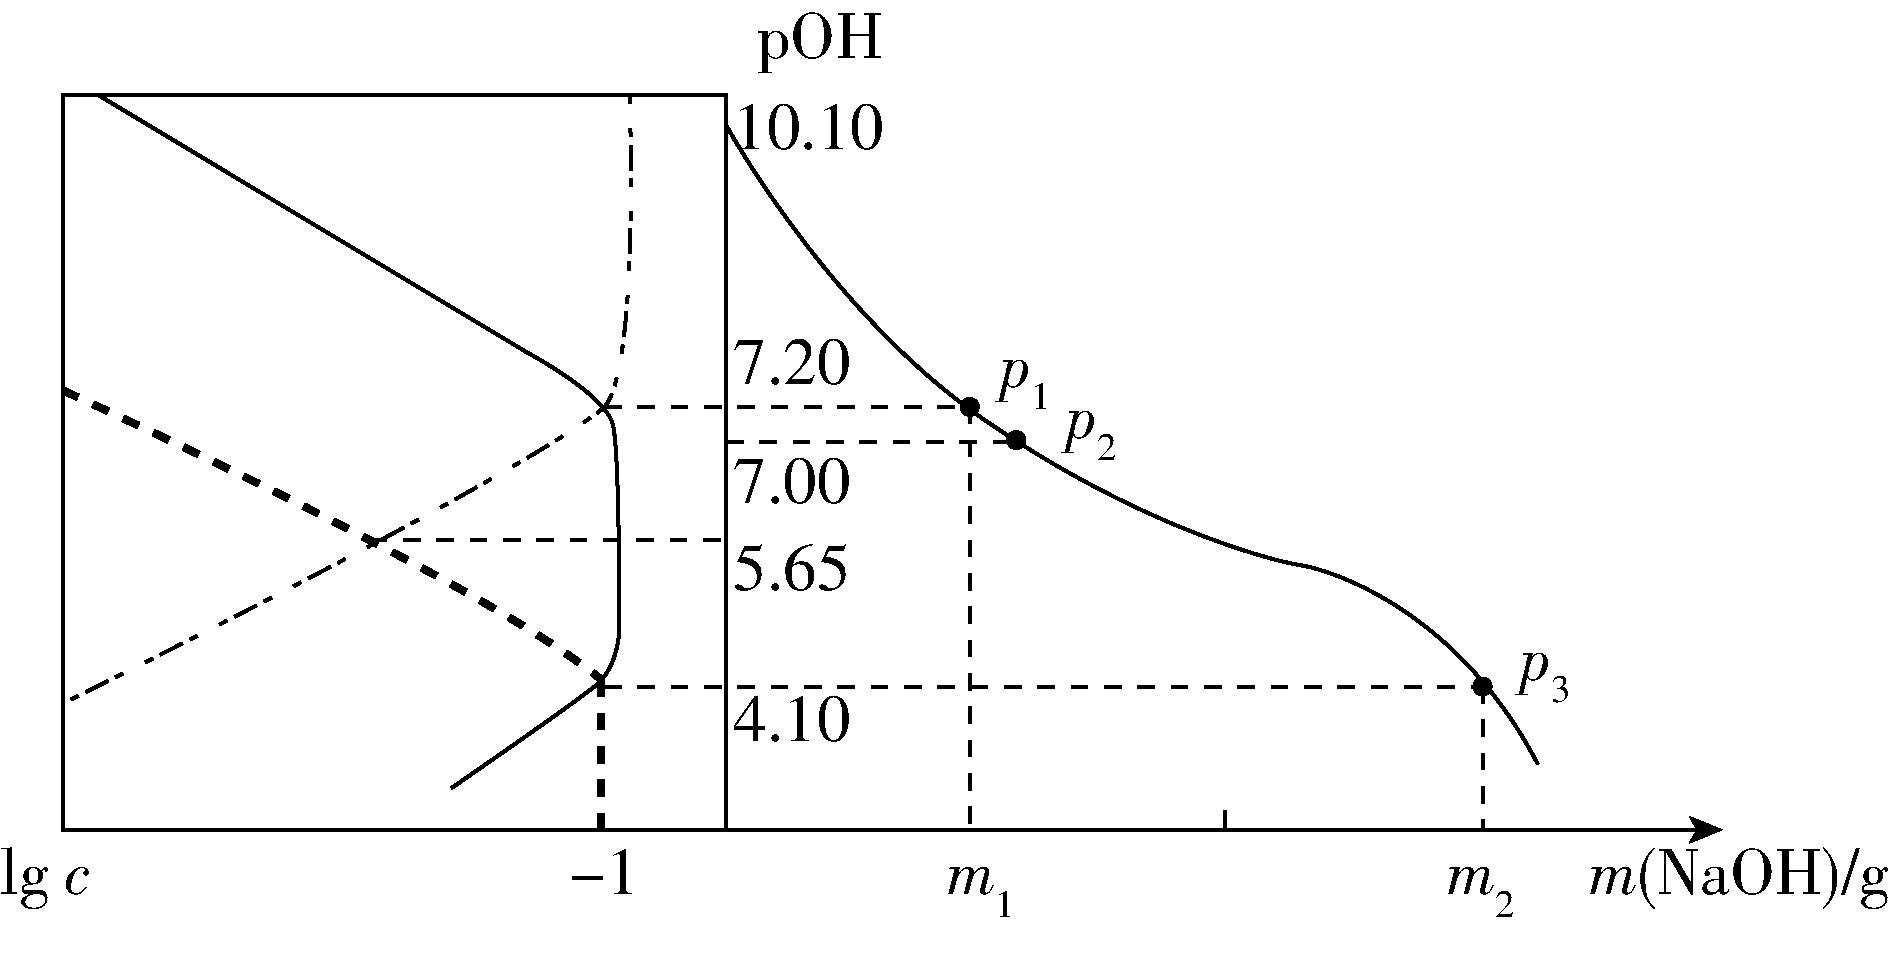 pOH
10.10
7.20
p₁
p₂
7.00
5.65
p₃
4.10
lg c
−1
m₁
m₂
m(NaOH)/g